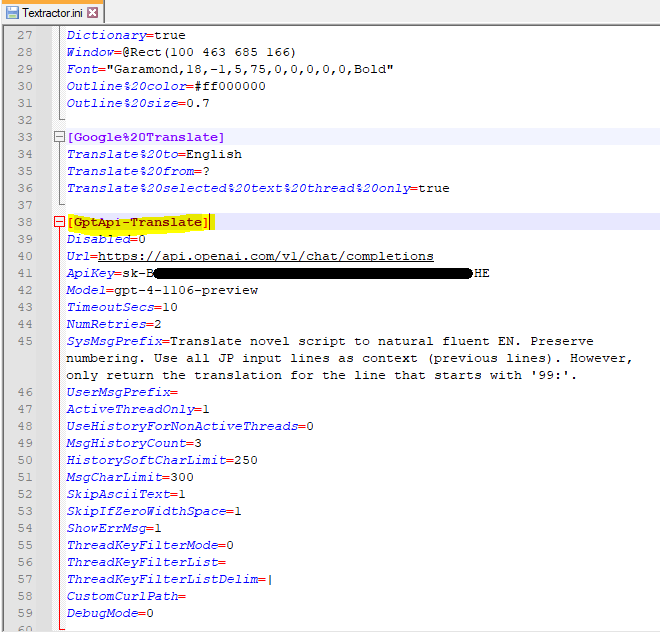 Textractor.ini
27 Dictionary=true
28 Window=@Rect(100 463 685 166)
29 Font="Garamond,18,-1,5,75,0,0,0,0,0,Bold"
30 Outline%20color=#ff000000
31 Outline%20size=0.7
32
33 [Google%20Translate]
34 Translate%20to=English
35 Translate%20from=?
36 Translate%20selected%20text%20thread%20only=true
37
38 [GptApi-Translate]
39 Disabled=0
40 Url=https://api.openai.com/v1/chat/completions
41 ApiKey=sk-B HE
42 Model=gpt-4-1106-preview
43 TimeoutSecs=10
44 NumRetries=2
45 SysMsgPrefix=Translate novel script to natural fluent EN. Preserve
numbering. Use all JP input lines as context (previous lines). However,
only return the translation for the line that starts with '99:'.
46 UserMsgPrefix=
47 ActiveThreadOnly=1
48 UseHistoryForNonActiveThreads=0
49 MsgHistoryCount=3
50 HistorySoftCharLimit=250
51 MsgCharLimit=300
52 SkipAsciiText=1
53 SkipIfZeroWidthSpace=1
54 ShowErrMsg=1
55 ThreadKeyFilterMode=0
56 ThreadKeyFilterList=
57 ThreadKeyFilterListDelim=|
58 CustomCurlPath=
59 DebugMode=0
60